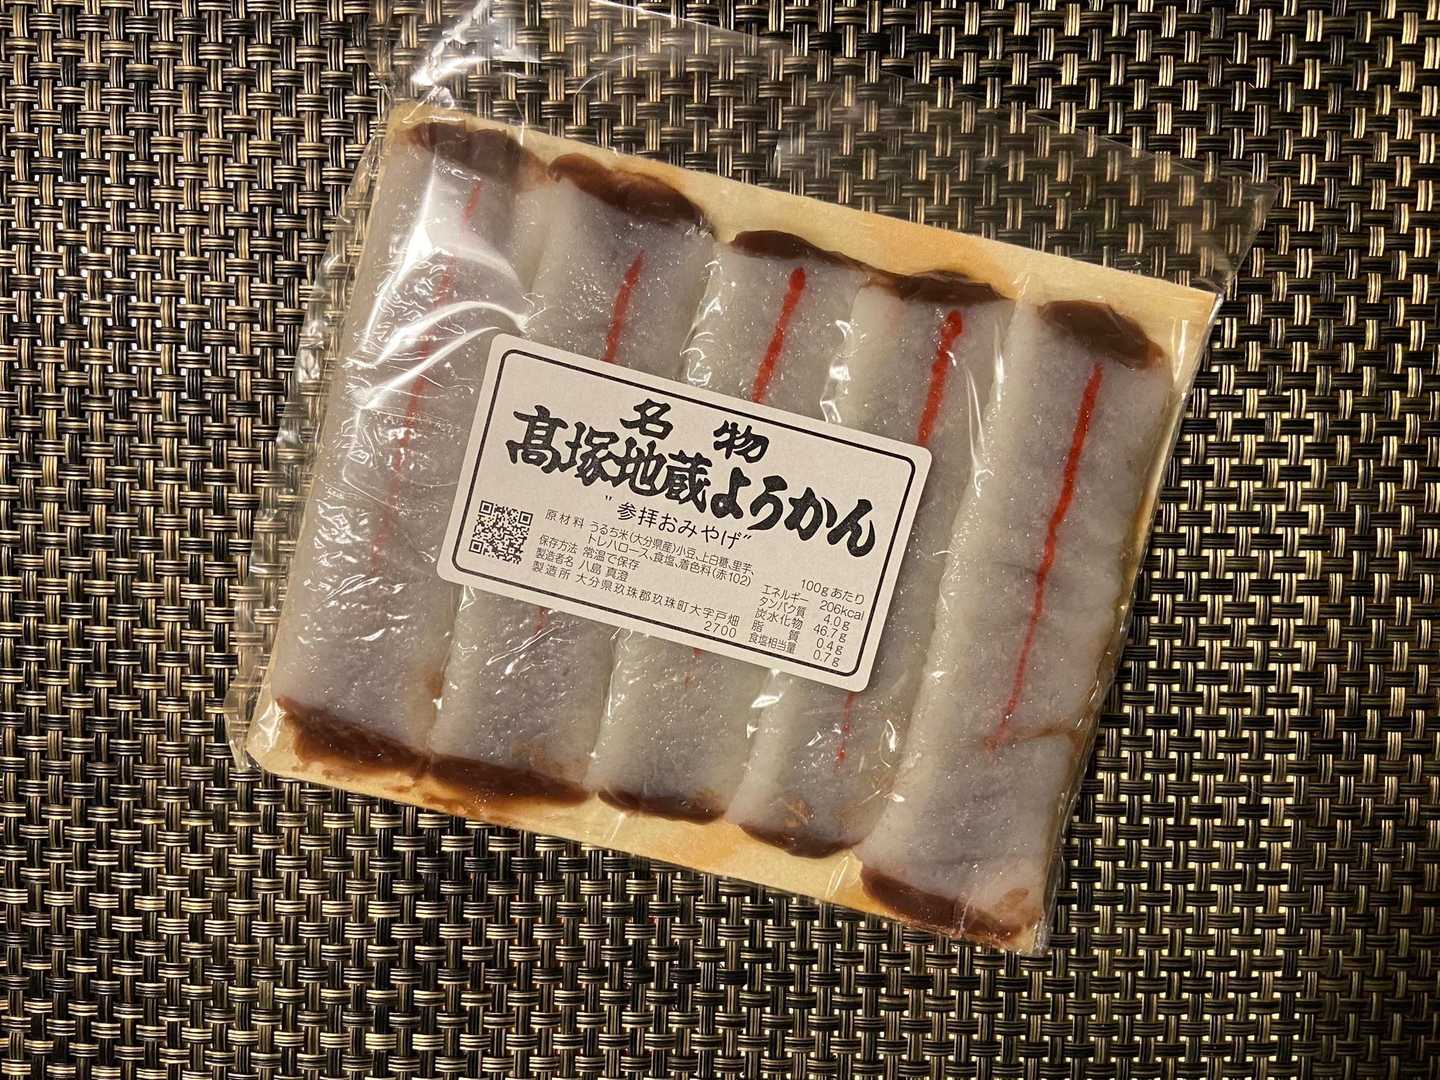 名物
髙塚地蔵ようかん
"参拝おみやげ"
原材料 うるち米(大分県産)小豆、上白糖、里芋、
トレハロース、食塩、着色料(赤102)
保存方法 常温で保存
製造者名 八島 真澄
製造所 大分県玖珠郡玖珠町大字戸畑
2700
100gあたり
エネルギー 206kcal
タンパク質 4.0g
炭水化物 46.7g
脂質 0.4g
食塩相当量 0.7g